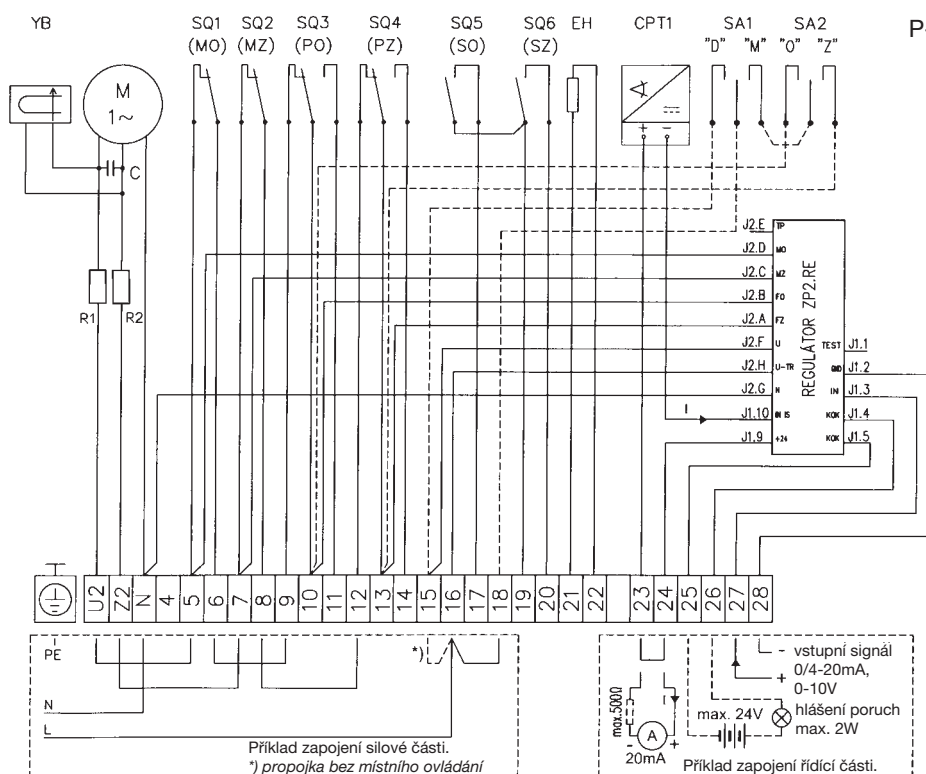 YB
SQ1 SQ2 SQ3 SQ4 SQ5 SQ6 EH CPT1 SA1 SA2
(MO) (MZ) (PO) (PZ) (SO) (SZ) "D" "M" "O" "Z"
P
M
1~
C
R1 R2
+ −
J2.E TP
J2.D MO
J2.C MZ
J2.B FO
J2.A FZ
J2.F U
J2.H U-TR
J2.G N
I J1.10 IN IS
J1.9 +24
REGULÁTOR ZP2.RE
TEST J1.1
GND J1.2
IN J1.3
KOK J1.4
KOK J1.5
U2 Z2 N 4 5 6 7 8 9 10 11 12 13 14 15 16 17 18 19 20 21 22 23 24 25 26 27 28
PE
N
L
*)
Příklad zapojení silové části.
*) propojka bez místního ovládání
max.500Ω
A
- +
20mA
max. 24V
- vstupní signál
+ 0/4-20mA,
0-10V
hlášení poruch
max. 2W
Příklad zapojení řídící části.